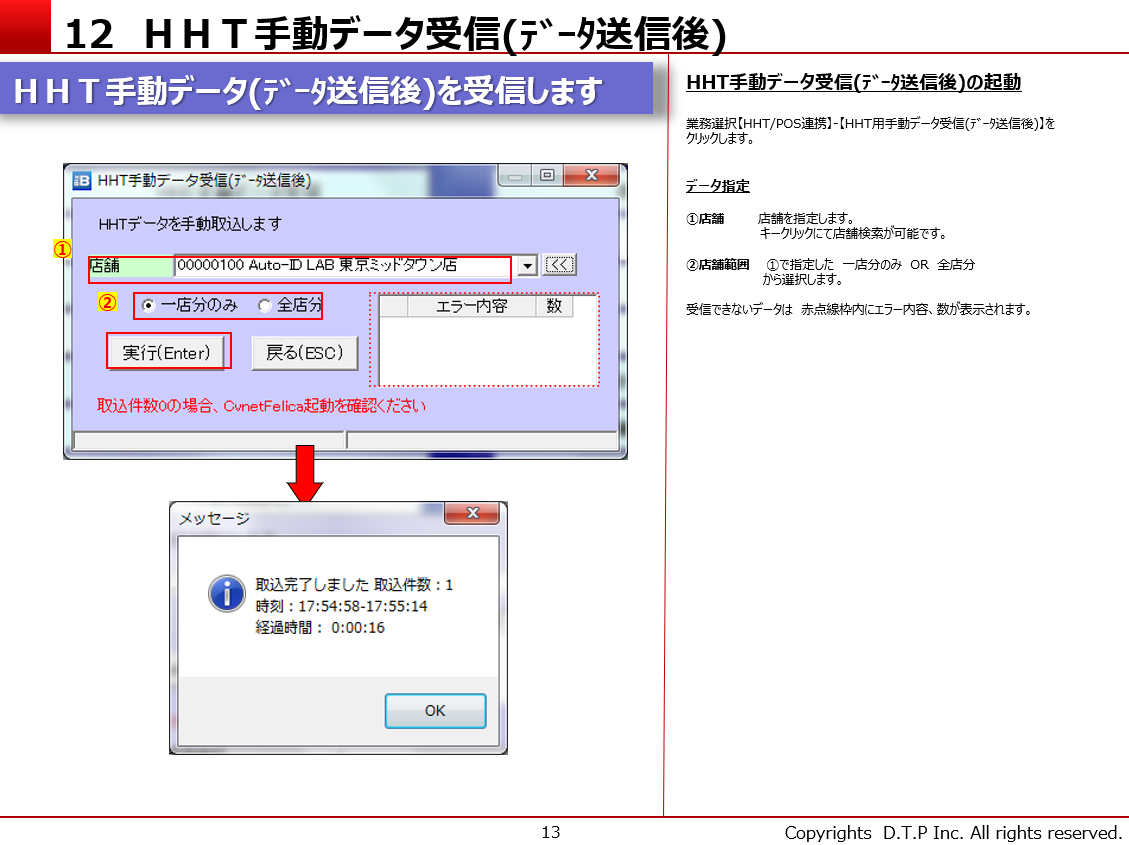 12　ＨＨＴ手動データ受信(ﾃﾞｰﾀ送信後)
ＨＨＴ手動データ(ﾃﾞｰﾀ送信後)を受信します
HHT手動データ受信(ﾃﾞｰﾀ送信後)
HHTデータを手動取込します
①
店舗
00000100 Auto-ID LAB 東京ミッドタウン店
<<
②
一店分のみ
全店分
エラー内容
数
実行(Enter)
戻る(ESC)
取込件数0の場合、CvnetFelica起動を確認ください
メッセージ
取込完了しました 取込件数：1
時刻：17:54:58-17:55:14
経過時間： 0:00:16
OK
HHT手動データ受信(ﾃﾞｰﾀ送信後)の起動
業務選択【HHT/POS連携】-【HHT用手動データ受信(ﾃﾞｰﾀ送信後)】を
クリックします。
データ指定
①店舗　　　店舗を指定します。
キークリックにて店舗検索が可能です。
②店舗範囲　①で指定した　一店分のみ　OR　全店分
から選択します。
受信できないデータは　赤点線枠内にエラー内容、数が表示されます。
13
Copyrights D.T.P Inc. All rights reserved.